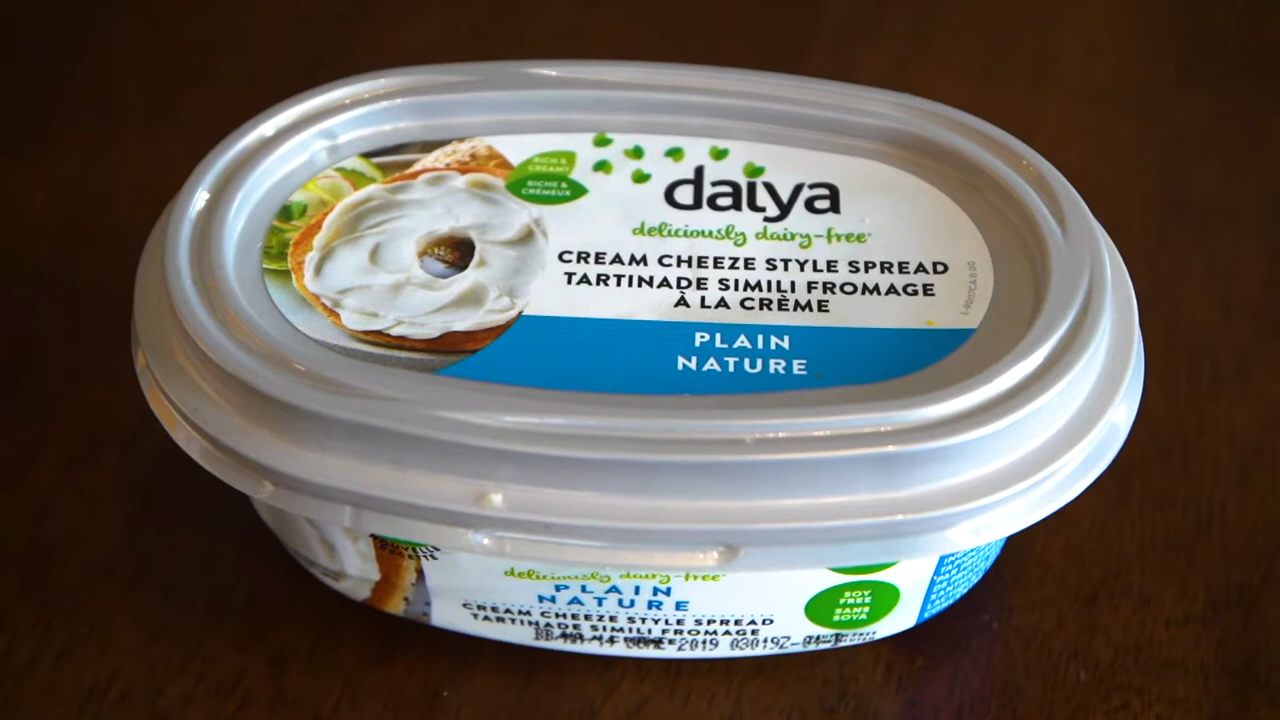 RICH &
CREAMY
RICHE &
CRÉMEUX
daiya
deliciously dairy-free
CREAM CHEEZE STYLE SPREAD
TARTINADE SIMILI FROMAGE
À LA CRÈME
PLAIN
NATURE
deliciously dairy-free
PLAIN
NATURE
CREAM CHEEZE STYLE SPREAD
TARTINADE SIMILI FROMAGE
2019
SOY
FREE
SANS
SOYA